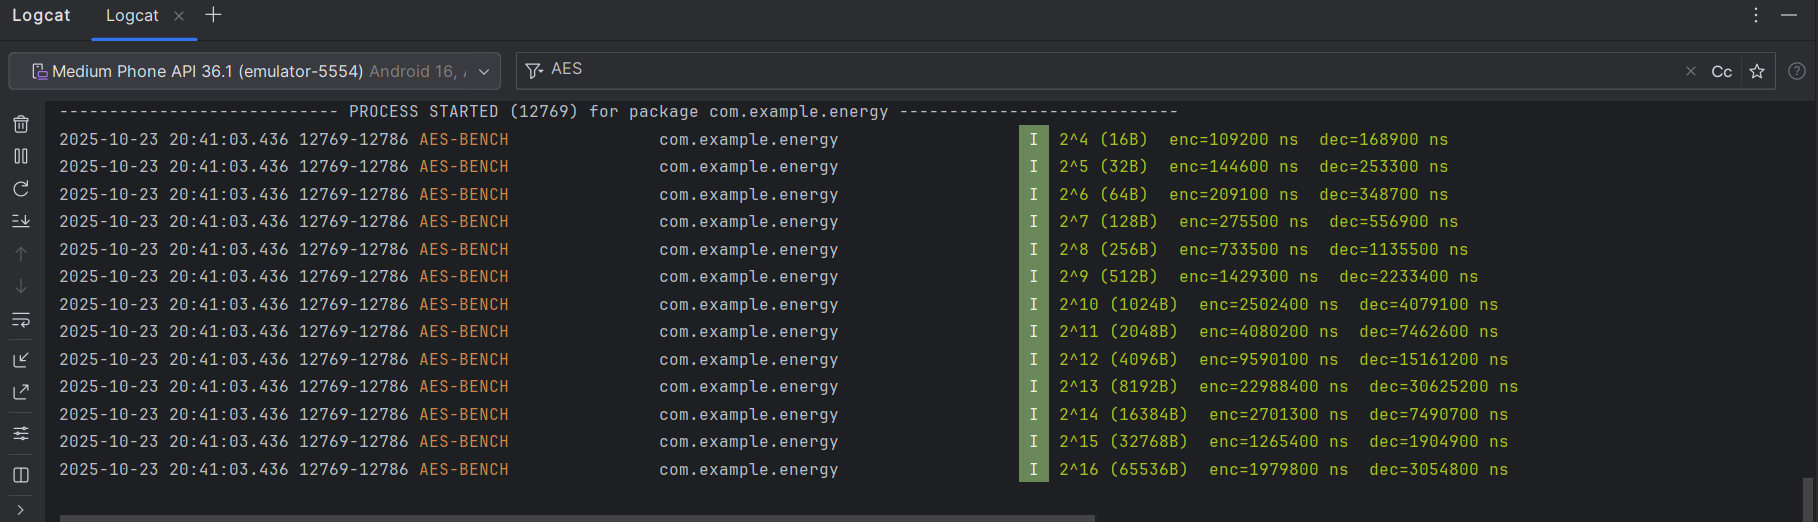 Logcat Logcat
Medium Phone API 36.1 (emulator-5554) Android 16, AES Cc
---------------------------- PROCESS STARTED (12769) for package com.example.energy ----------------------------
2025-10-23 20:41:03.436 12769-12786 AES-BENCH com.example.energy I 2^4 (16B) enc=109200 ns dec=168900 ns
2025-10-23 20:41:03.436 12769-12786 AES-BENCH com.example.energy I 2^5 (32B) enc=144600 ns dec=253300 ns
2025-10-23 20:41:03.436 12769-12786 AES-BENCH com.example.energy I 2^6 (64B) enc=209100 ns dec=348700 ns
2025-10-23 20:41:03.436 12769-12786 AES-BENCH com.example.energy I 2^7 (128B) enc=275500 ns dec=556900 ns
2025-10-23 20:41:03.436 12769-12786 AES-BENCH com.example.energy I 2^8 (256B) enc=733500 ns dec=1135500 ns
2025-10-23 20:41:03.436 12769-12786 AES-BENCH com.example.energy I 2^9 (512B) enc=1429300 ns dec=2233400 ns
2025-10-23 20:41:03.436 12769-12786 AES-BENCH com.example.energy I 2^10 (1024B) enc=2502400 ns dec=4079100 ns
2025-10-23 20:41:03.436 12769-12786 AES-BENCH com.example.energy I 2^11 (2048B) enc=4080200 ns dec=7462600 ns
2025-10-23 20:41:03.436 12769-12786 AES-BENCH com.example.energy I 2^12 (4096B) enc=9590100 ns dec=15161200 ns
2025-10-23 20:41:03.436 12769-12786 AES-BENCH com.example.energy I 2^13 (8192B) enc=22988400 ns dec=30625200 ns
2025-10-23 20:41:03.436 12769-12786 AES-BENCH com.example.energy I 2^14 (16384B) enc=2701300 ns dec=7490700 ns
2025-10-23 20:41:03.436 12769-12786 AES-BENCH com.example.energy I 2^15 (32768B) enc=1265400 ns dec=1904900 ns
2025-10-23 20:41:03.436 12769-12786 AES-BENCH com.example.energy I 2^16 (65536B) enc=1979800 ns dec=3054800 ns